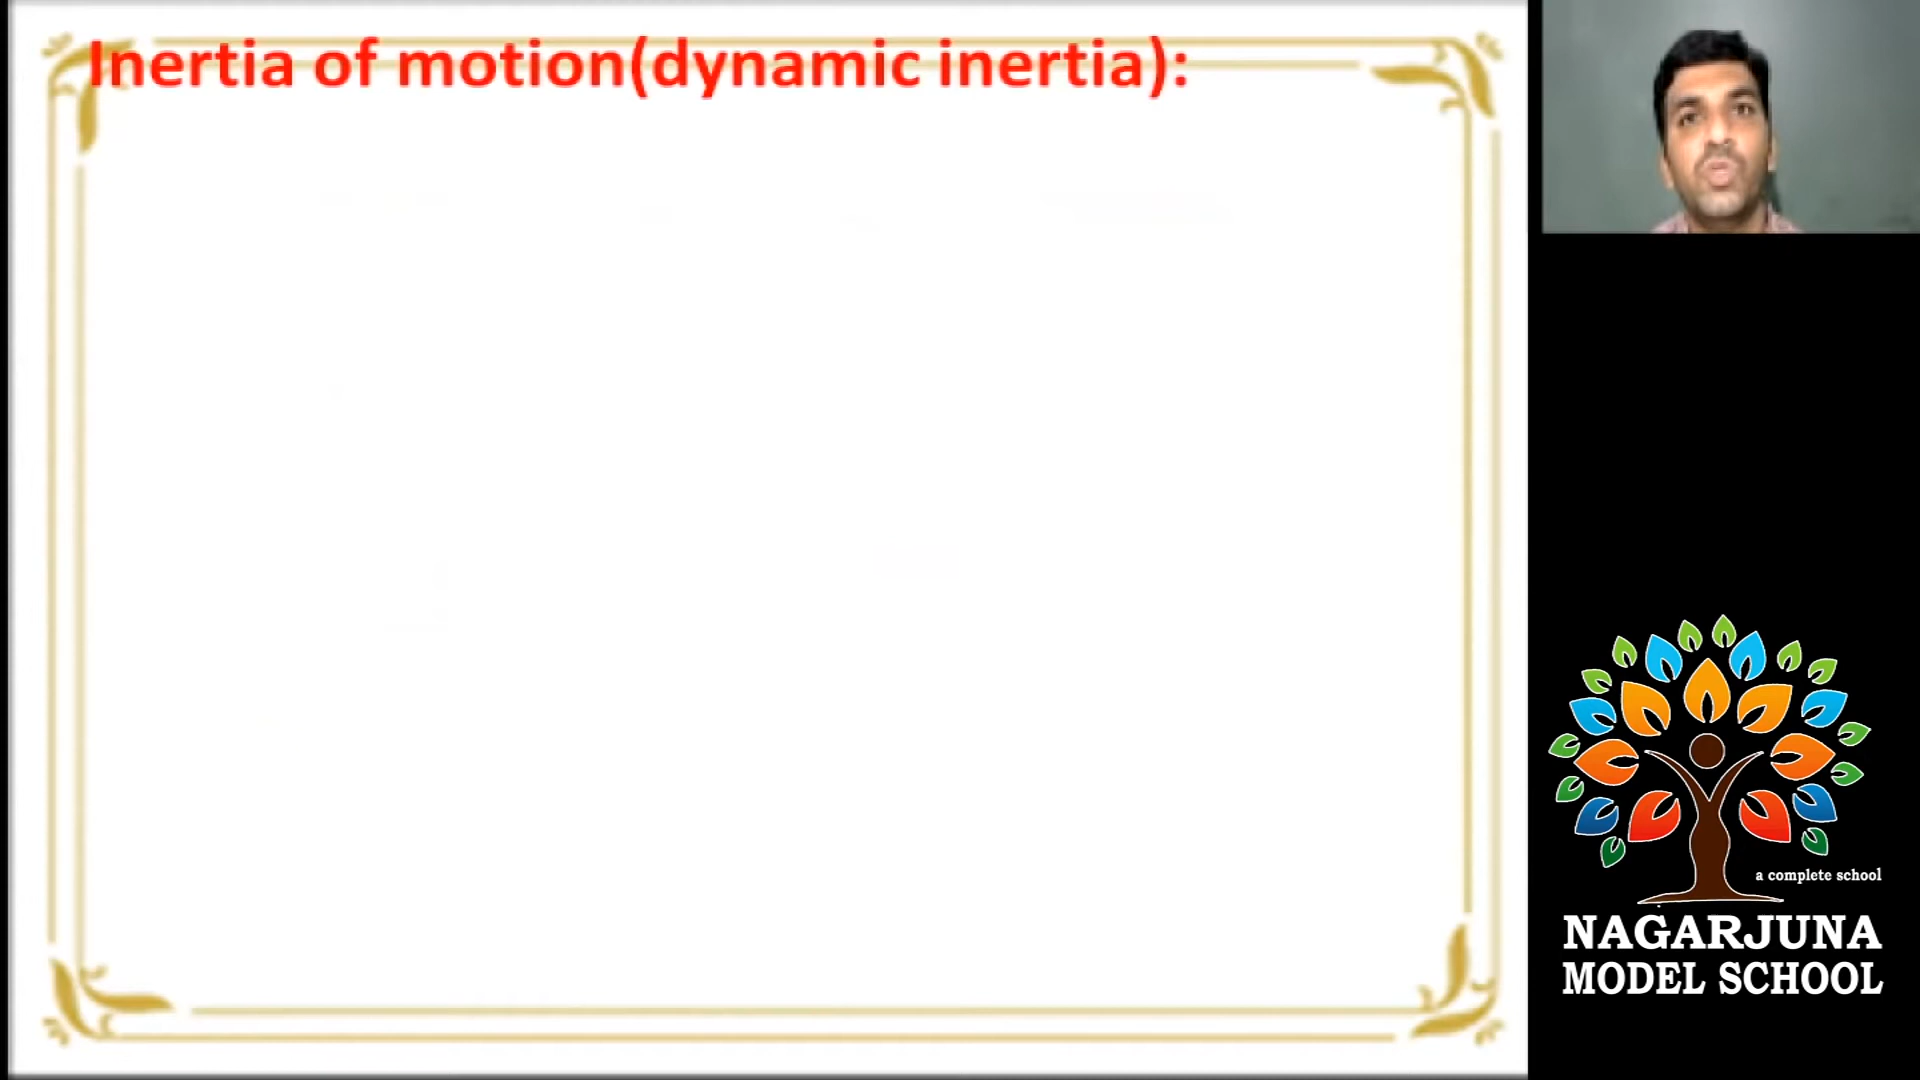 Inertia of motion(dynamic inertia):
a complete school
NAGARJUNA
MODEL SCHOOL